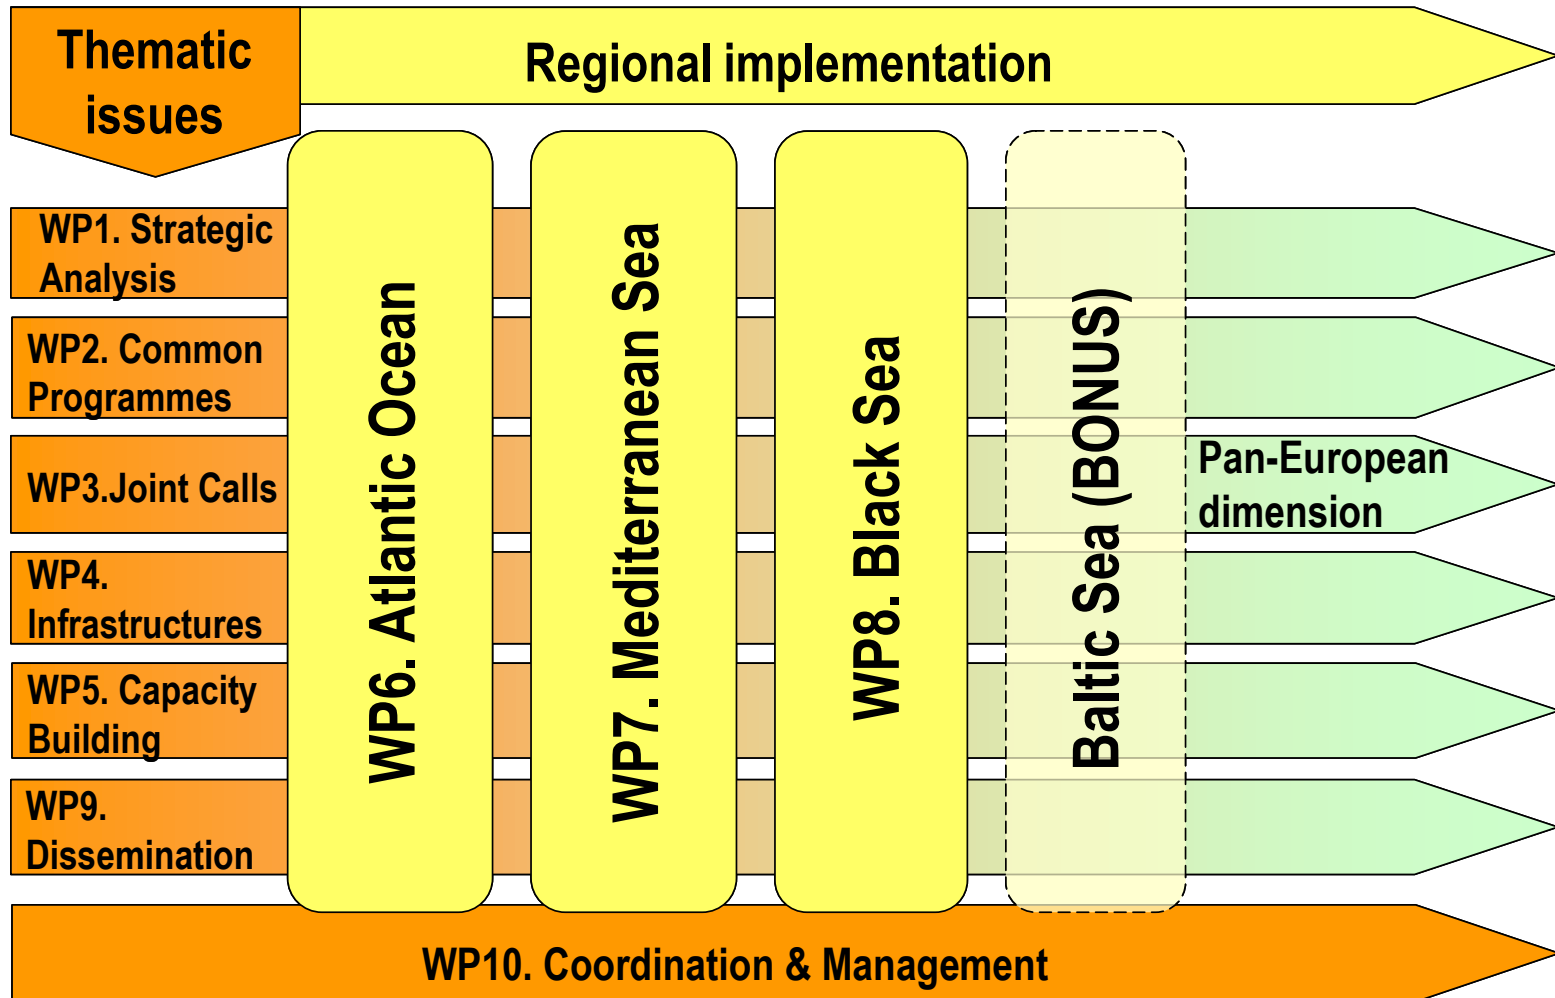 Thematic
issues
Regional implementation
WP1. Strategic
Analysis
WP2. Common
Programmes
WP3.Joint Calls
WP4.
Infrastructures
WP5. Capacity
Building
WP9.
Dissemination
WP6. Atlantic Ocean
WP7. Mediterranean Sea
WP8. Black Sea
Baltic Sea (BONUS)
Pan-European
dimension
WP10. Coordination & Management